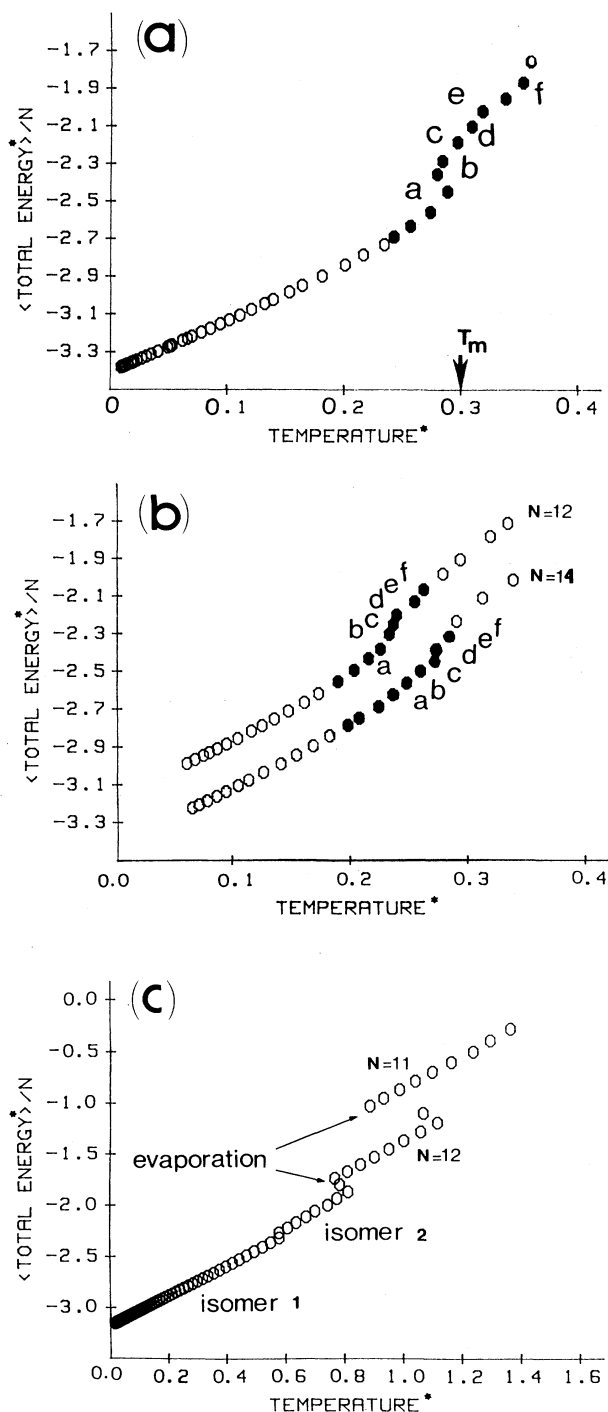 (a)
<TOTAL ENERGY*>/N
-1.7
-1.9
-2.1
-2.3
-2.5
-2.7
-2.9
-3.1
-3.3
e
f
c
d
a
b
Tm
0
0.1
0.2
0.3
0.4
TEMPERATURE*
(b)
<TOTAL ENERGY*>/N
-1.7
-1.9
-2.1
-2.3
-2.5
-2.7
-2.9
-3.1
-3.3
N=12
N=14
f
e
d
c
b
a
f
e
d
c
b
a
0.0
0.1
0.2
0.3
0.4
TEMPERATURE*
(c)
<TOTAL ENERGY*>/N
0.0
-0.5
-1.0
-1.5
-2.0
-2.5
-3.0
N=11
evaporation
N=12
isomer 2
isomer 1
0.0
0.2
0.4
0.6
0.8
1.0
1.2
1.4
1.6
TEMPERATURE*